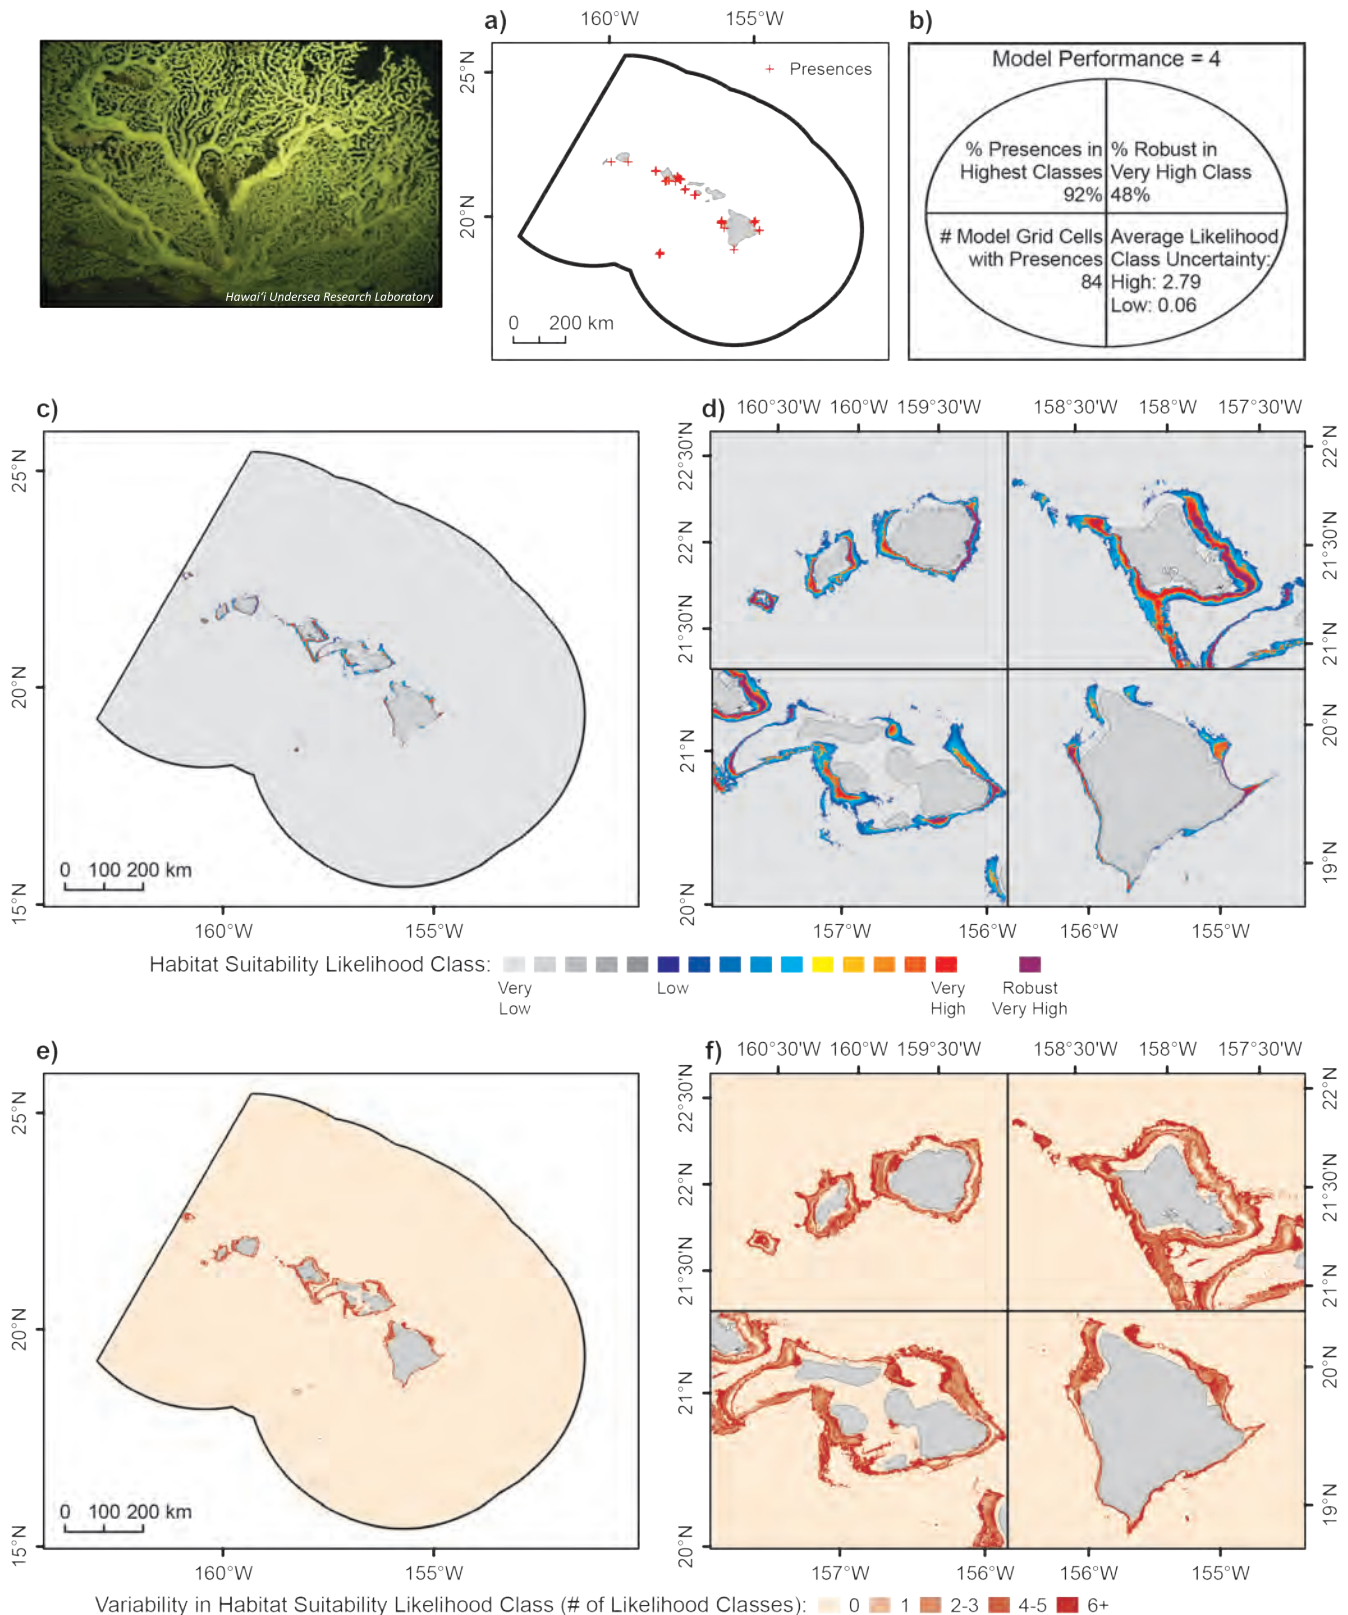 a)
160°W 155°W
25°N
20°N
+ Presences
0 200 km
Hawai‘i Undersea Research Laboratory
b)
Model Performance = 4
% Presences in
Highest Classes
92%
% Robust in
Very High Class
48%
# Model Grid Cells
with Presences
84
Average Likelihood
Class Uncertainty:
High: 2.79
Low: 0.06
c)
25°N
20°N
15°N
0 100 200 km
160°W 155°W
d)
160°30'W 160°W 159°30'W 158°30'W 158°W 157°30'W
22°30'N
22°N
21°30'N
21°N
20°N
22°N
21°30'N
21°N
20°N
19°N
157°W 156°W 156°W 155°W
Habitat Suitability Likelihood Class:
Very
Low
Low
Very
High
Robust
Very High
e)
25°N
20°N
15°N
0 100 200 km
160°W 155°W
f)
160°30'W 160°W 159°30'W 158°30'W 158°W 157°30'W
22°30'N
22°N
21°30'N
21°N
20°N
22°N
21°30'N
21°N
20°N
19°N
157°W 156°W 156°W 155°W
Variability in Habitat Suitability Likelihood Class (# of Likelihood Classes): 0 1 2-3 4-5 6+